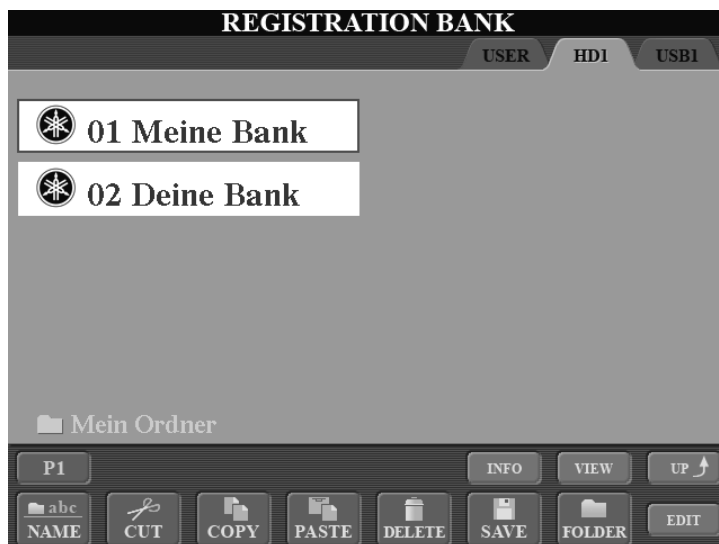 REGISTRATION BANK
USER HD1 USB1
01 Meine Bank
02 Deine Bank
Mein Ordner
P1 INFO VIEW UP
abc
NAME CUT COPY PASTE DELETE SAVE FOLDER EDIT